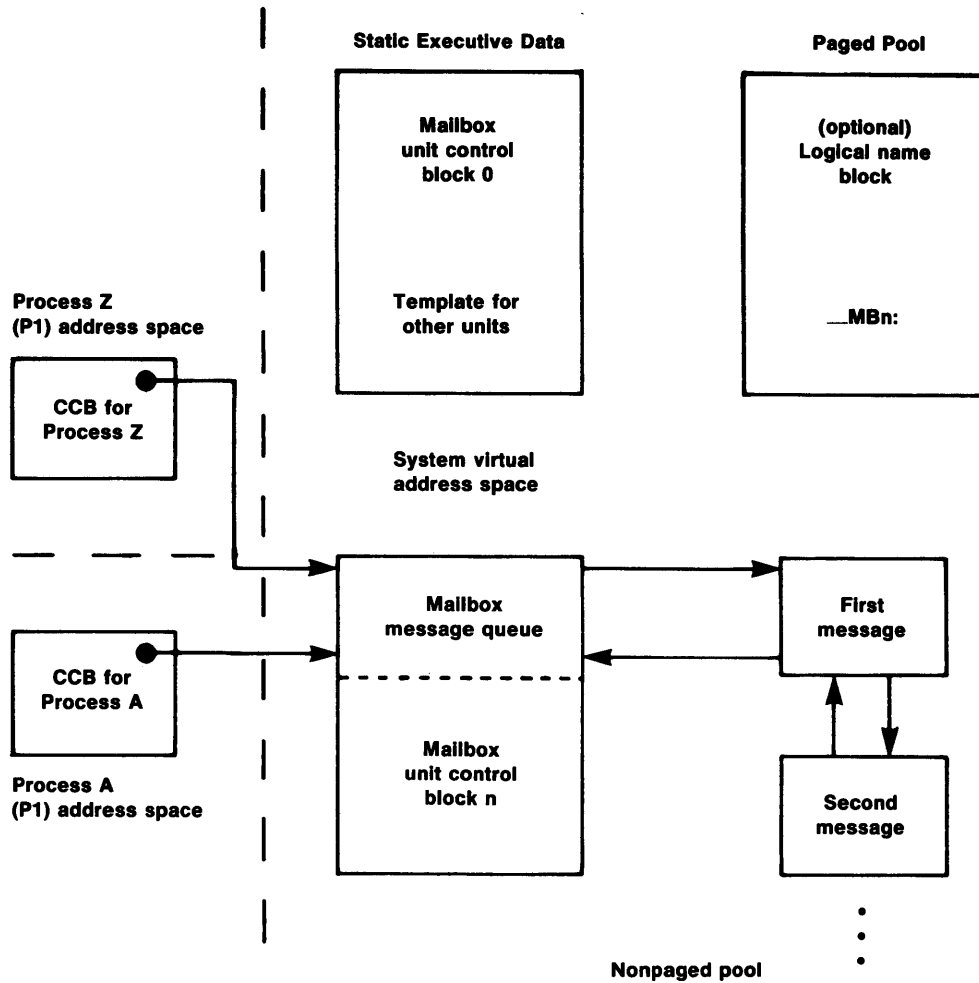 Static Executive Data
Paged Pool
Mailbox
unit control
block 0
(optional)
Logical name
block
Template for
other units
__MBn:
Process Z
(P1) address space
CCB for
Process Z
System virtual
address space
Mailbox
message queue
First
message
CCB for
Process A
Mailbox
unit control
block n
Process A
(P1) address space
Second
message
Nonpaged pool